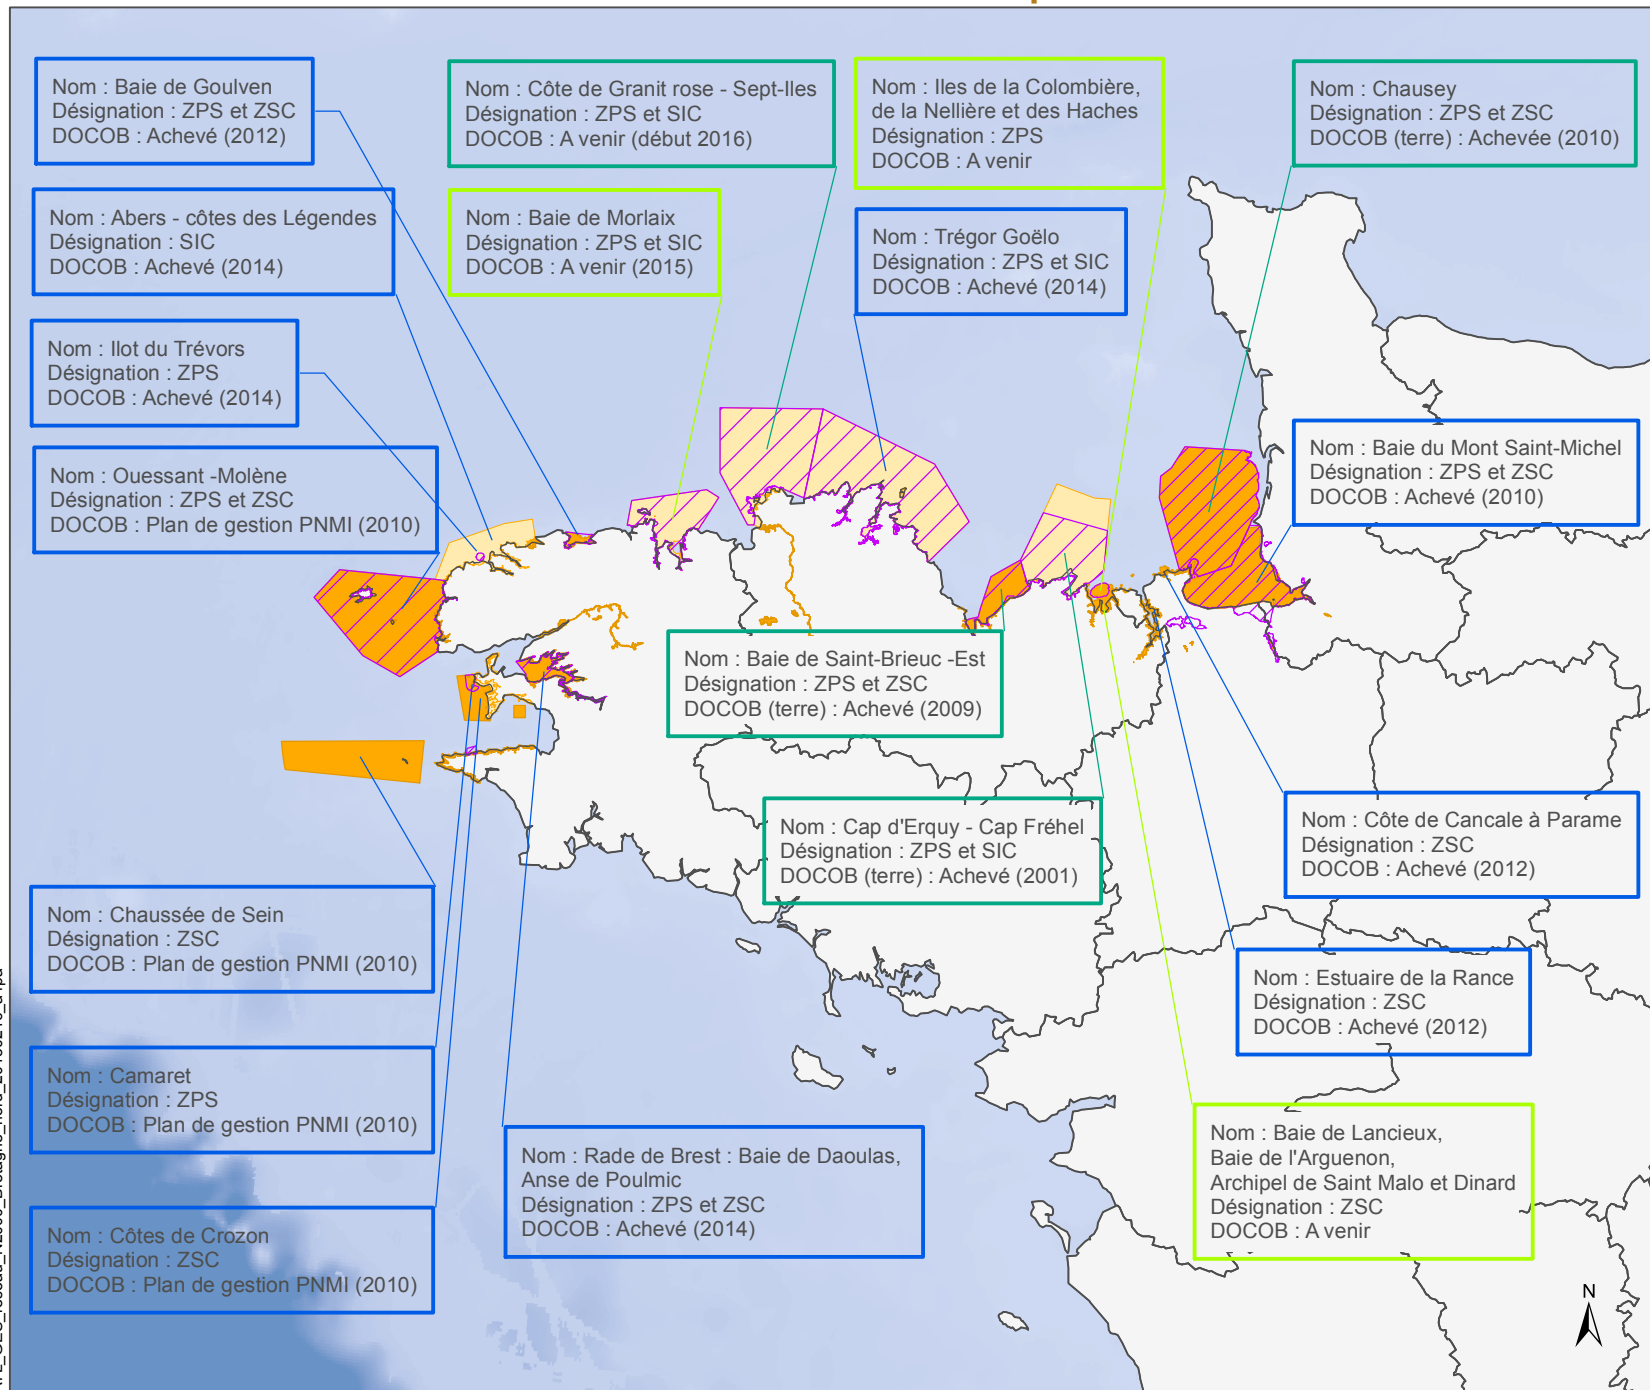 Nom : Baie de Goulven
Désignation : ZPS et ZSC
DOCOB : Achevé (2012)
Nom : Côte de Granit rose - Sept-Iles
Désignation : ZPS et SIC
DOCOB : A venir (début 2016)
Nom : Iles de la Colombière,
de la Nellière et des Haches
Désignation : ZPS
DOCOB : A venir
Nom : Chausey
Désignation : ZPS et ZSC
DOCOB (terre) : Achevée (2010)
Nom : Abers - côtes des Légendes
Désignation : SIC
DOCOB : Achevé (2014)
Nom : Baie de Morlaix
Désignation : ZPS et SIC
DOCOB : A venir (2015)
Nom : Trégor Goëlo
Désignation : ZPS et SIC
DOCOB : Achevé (2014)
Nom : Ilot du Trévors
Désignation : ZPS
DOCOB : Achevé (2014)
Nom : Baie du Mont Saint-Michel
Désignation : ZPS et ZSC
DOCOB : Achevé (2010)
Nom : Ouessant -Molène
Désignation : ZPS et ZSC
DOCOB : Plan de gestion PNMI (2010)
Nom : Baie de Saint-Brieuc -Est
Désignation : ZPS et ZSC
DOCOB (terre) : Achevé (2009)
Nom : Cap d'Erquy - Cap Fréhel
Désignation : ZPS et SIC
DOCOB (terre) : Achevé (2001)
Nom : Côte de Cancale à Parame
Désignation : ZSC
DOCOB : Achevé (2012)
Nom : Chaussée de Sein
Désignation : ZSC
DOCOB : Plan de gestion PNMI (2010)
Nom : Estuaire de la Rance
Désignation : ZSC
DOCOB : Achevé (2012)
Nom : Camaret
Désignation : ZPS
DOCOB : Plan de gestion PNMI (2010)
Nom : Rade de Brest : Baie de Daoulas,
Anse de Poulmic
Désignation : ZPS et ZSC
DOCOB : Achevé (2014)
Nom : Baie de Lancieux,
Baie de l'Arguenon,
Archipel de Saint Malo et Dinard
Désignation : ZSC
DOCOB : A venir
Nom : Côtes de Crozon
Désignation : ZSC
DOCOB : Plan de gestion PNMI (2010)
N